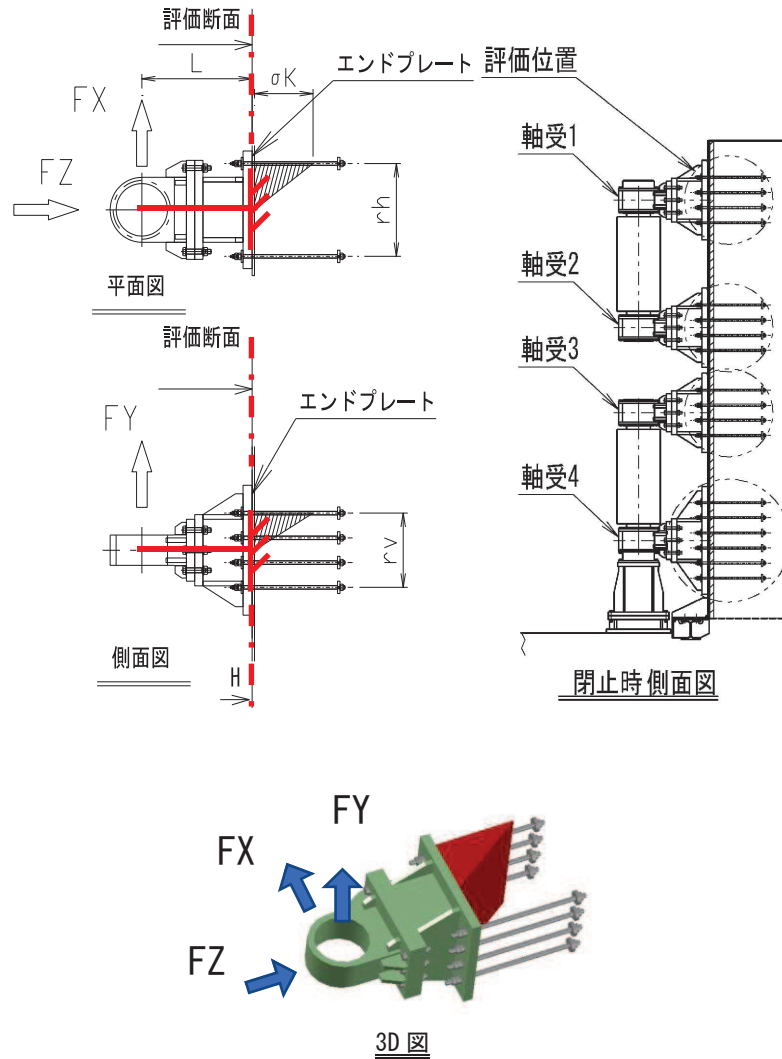 評価断面
L
σK
エンドプレート
FX
FZ
rh
平面図
評価断面
FY
エンドプレート
rv
側面図
H
評価位置
軸受1
軸受2
軸受3
軸受4
閉止時側面図
FY
FX
FZ
3D 図